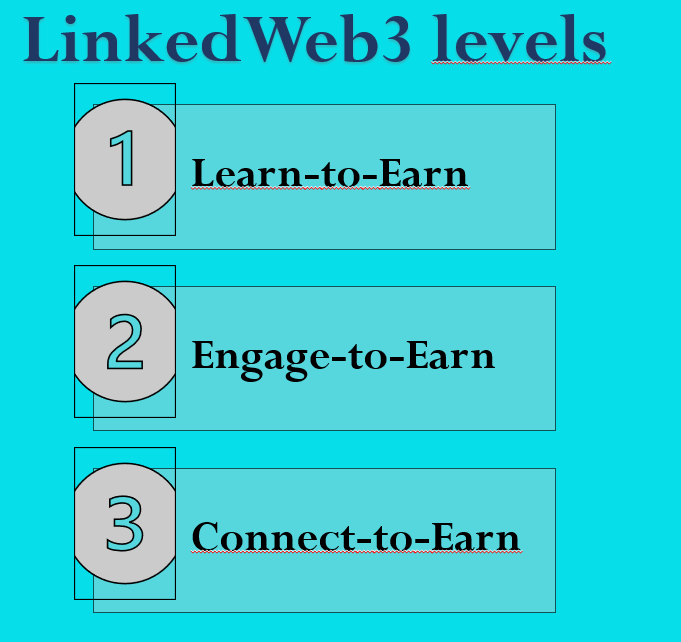 LinkedWeb3 levels
1
Learn-to-Earn
2
Engage-to-Earn
3
Connect-to-Earn